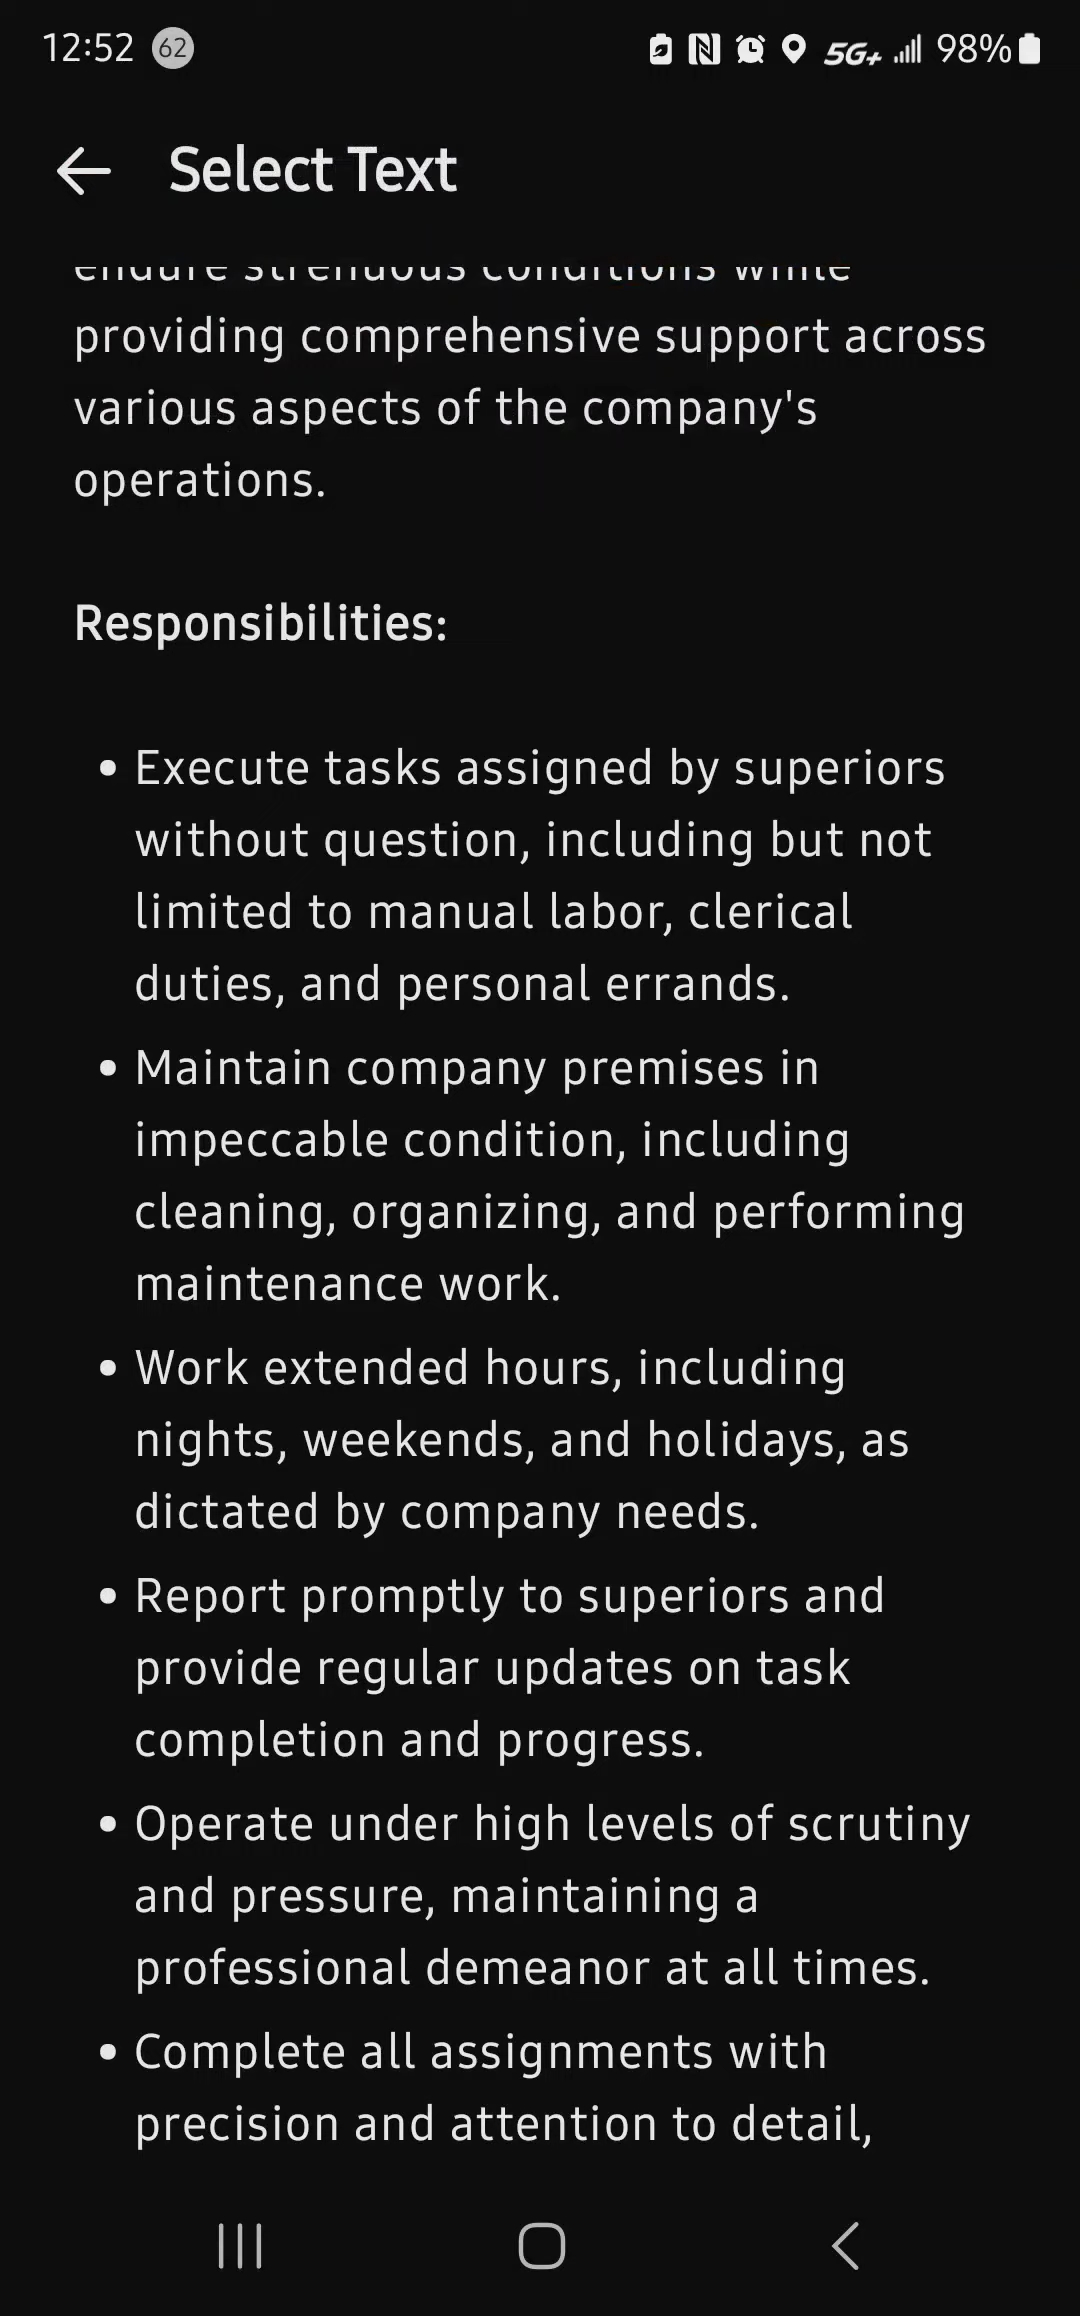 12:52 62 5G+ 98%
Select Text
endure strenuous conditions while
providing comprehensive support across
various aspects of the company's
operations.
Responsibilities:
• Execute tasks assigned by superiors
without question, including but not
limited to manual labor, clerical
duties, and personal errands.
• Maintain company premises in
impeccable condition, including
cleaning, organizing, and performing
maintenance work.
• Work extended hours, including
nights, weekends, and holidays, as
dictated by company needs.
• Report promptly to superiors and
provide regular updates on task
completion and progress.
• Operate under high levels of scrutiny
and pressure, maintaining a
professional demeanor at all times.
• Complete all assignments with
precision and attention to detail,